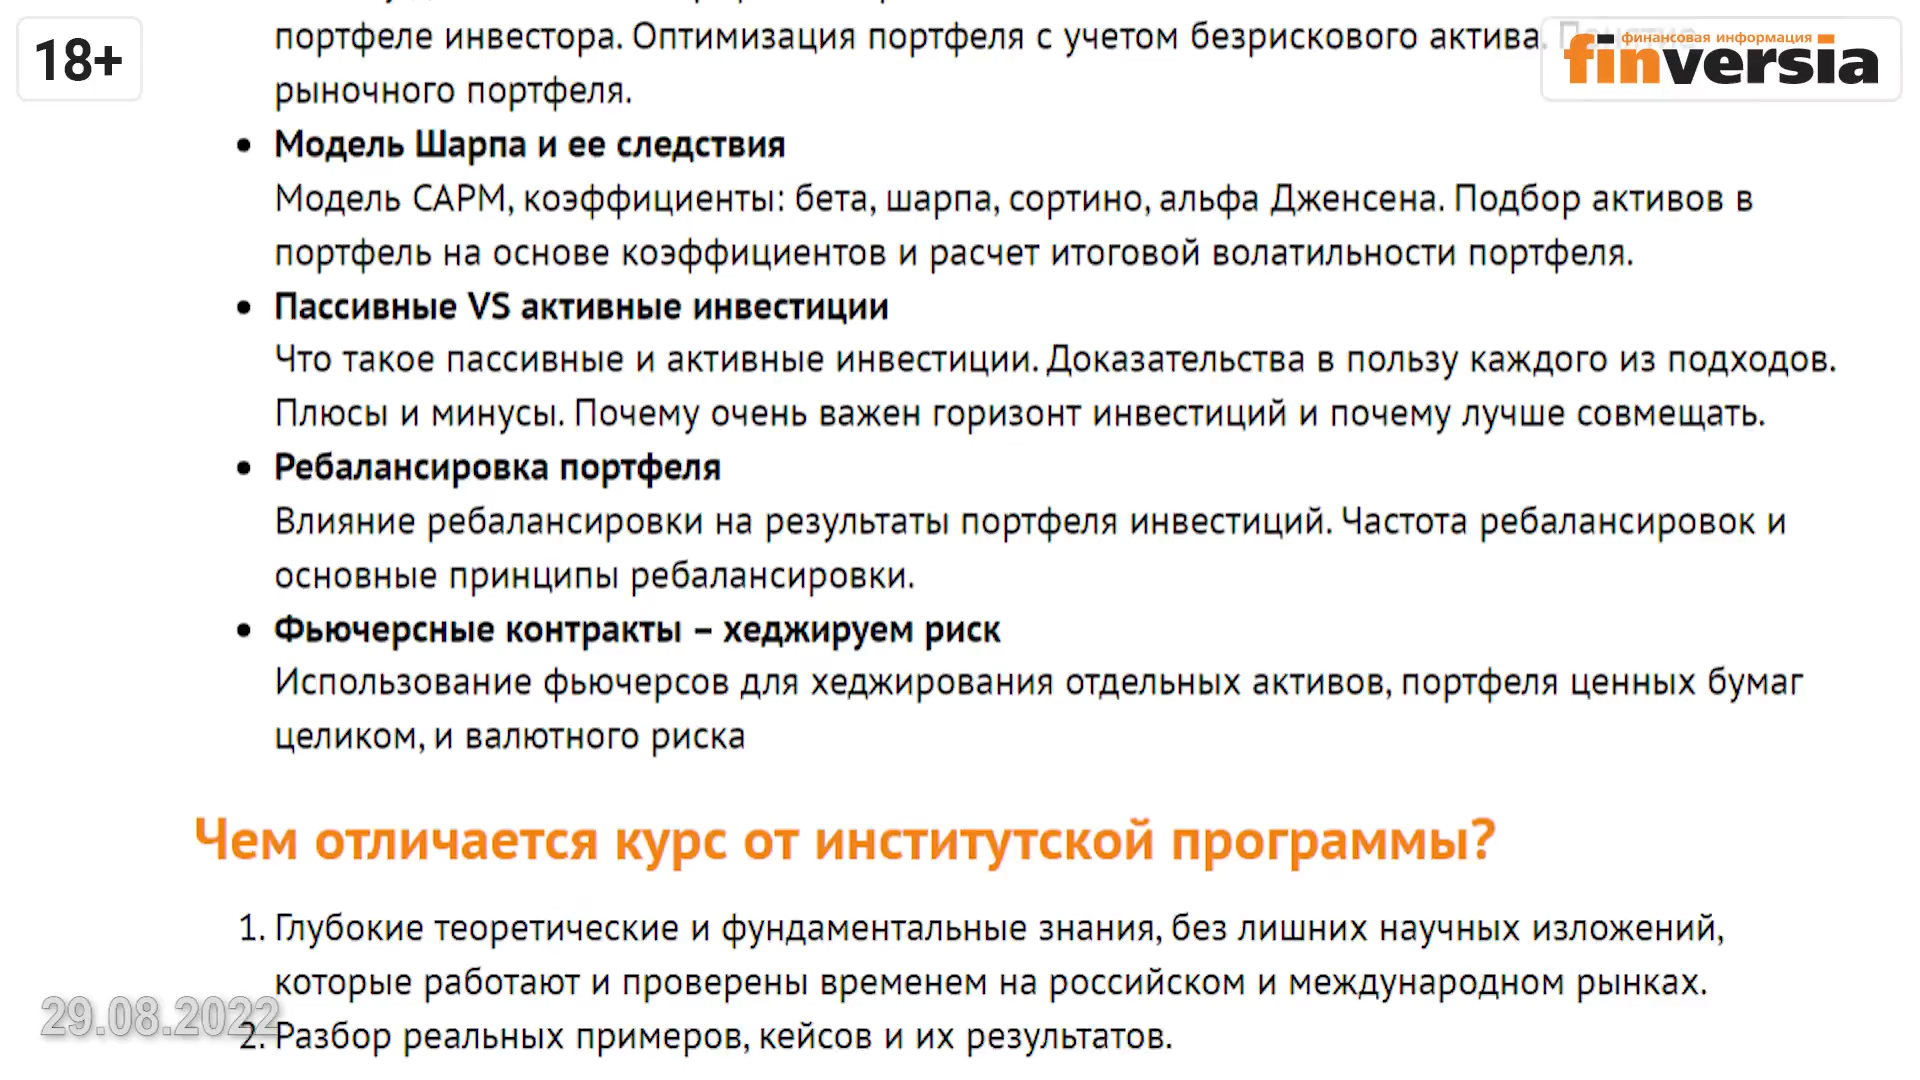 18+
финансовая информация
finversia
портфеле инвестора. Оптимизация портфеля с учетом безрискового актива.
рыночного портфеля.
• Модель Шарпа и ее следствия
Модель CAPM, коэффициенты: бета, шарпа, сортино, альфа Дженсена. Подбор активов в
портфель на основе коэффициентов и расчет итоговой волатильности портфеля.
• Пассивные VS активные инвестиции
Что такое пассивные и активные инвестиции. Доказательства в пользу каждого из подходов.
Плюсы и минусы. Почему очень важен горизонт инвестиций и почему лучше совмещать.
• Ребалансировка портфеля
Влияние ребалансировки на результаты портфеля инвестиций. Частота ребалансировок и
основные принципы ребалансировки.
• Фьючерсные контракты – хеджируем риск
Использование фьючерсов для хеджирования отдельных активов, портфеля ценных бумаг
целиком, и валютного риска
Чем отличается курс от институтской программы?
1. Глубокие теоретические и фундаментальные знания, без лишних научных изложений,
которые работают и проверены временем на российском и международном рынках.
2. Разбор реальных примеров, кейсов и их результатов.
29.08.2022